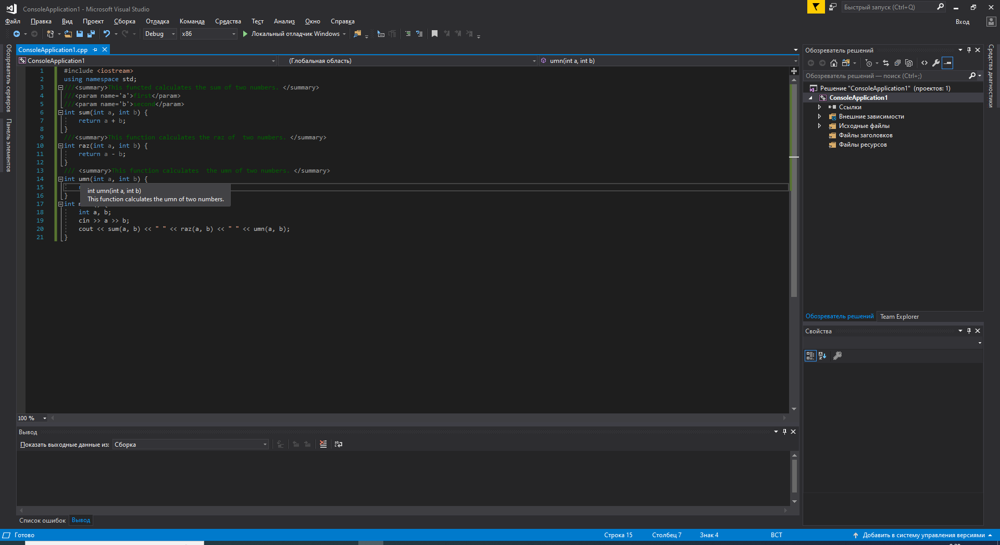 ConsoleApplication1 - Microsoft Visual Studio
Быстрый запуск (Ctrl+Q)
Файл Правка Вид Проект Сборка Отладка Команда Средства Тест Анализ Окно Справка
Вход
Debug x86 Локальный отладчик Windows
Обозреватель серверов
Панель элементов
ConsoleApplication1.cpp
ConsoleApplication1 (Глобальная область) umn(int a, int b)
1 #include <iostream>
2 using namespace std;
3 ///<summary>This functed calculates the sum of two numbers. </summary>
4 ///<param name='a'>first</param>
5 ///<param name='b'>second</param>
6 int sum(int a, int b) {
7 return a + b;
8 }
9 ///<summary>This function calculates the raz of  two numbers. </summary>
10 int raz(int a, int b) {
11 return a - b;
12 }
13 /// <summary>This function calculates  the umn of two numbers. </summary>
14 int umn(int a, int b) {
15
int umn(int a, int b)
This function calculates the umn of two numbers.
16 }
17 int
18 int a, b;
19 cin >> a >> b;
20 cout << sum(a, b) << " " << raz(a, b) << " " << umn(a, b);
21 }
100 %
Вывод
Показать выходные данные из: Сборка
Список ошибок Вывод
Обозреватель решений
Обозреватель решений — поиск (Ctrl+;)
Решение "ConsoleApplication1" (проектов: 1)
ConsoleApplication1
Ссылки
Внешние зависимости
Исходные файлы
Файлы заголовков
Файлы ресурсов
Обозреватель решений Team Explorer
Свойства
Средства диагностики
Готово Строка 15 Столбец 7 Знак 4 ВСТ Добавить в систему управления версиями